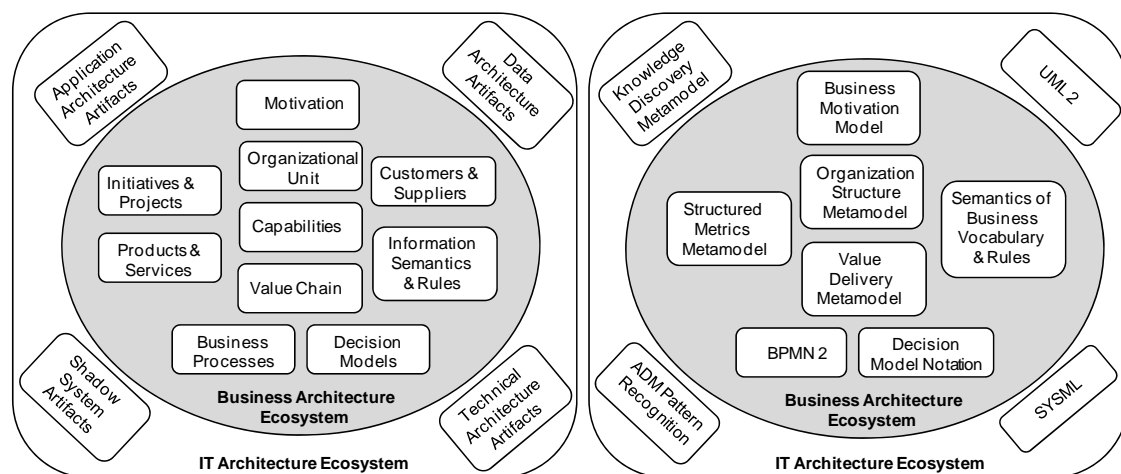 Application
Architecture
Artifacts
Data
Architecture
Artifacts
Motivation
Organizational
Unit
Customers &
Suppliers
Initiatives &
Projects
Capabilities
Products &
Services
Information
Semantics
& Rules
Value Chain
Business
Processes
Decision
Models
Shadow
System
Artifacts
Technical
Architecture
Artifacts
Business Architecture
Ecosystem
IT Architecture Ecosystem
Knowledge
Discovery
Metamodel
UML 2
Business
Motivation
Model
Organization
Structure
Metamodel
Structured
Metrics
Metamodel
Semantics of
Business
Vocabulary
& Rules
Value
Delivery
Metamodel
BPMN 2
Decision
Model Notation
ADM Pattern
Recognition
SYSML
Business Architecture
Ecosystem
IT Architecture Ecosystem